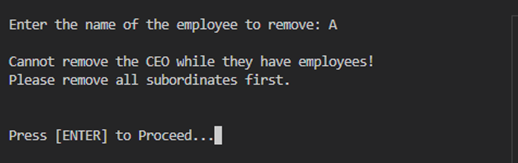 Enter the name of the employee to remove: A
Cannot remove the CEO while they have employees!
Please remove all subordinates first.
Press [ENTER] to Proceed...